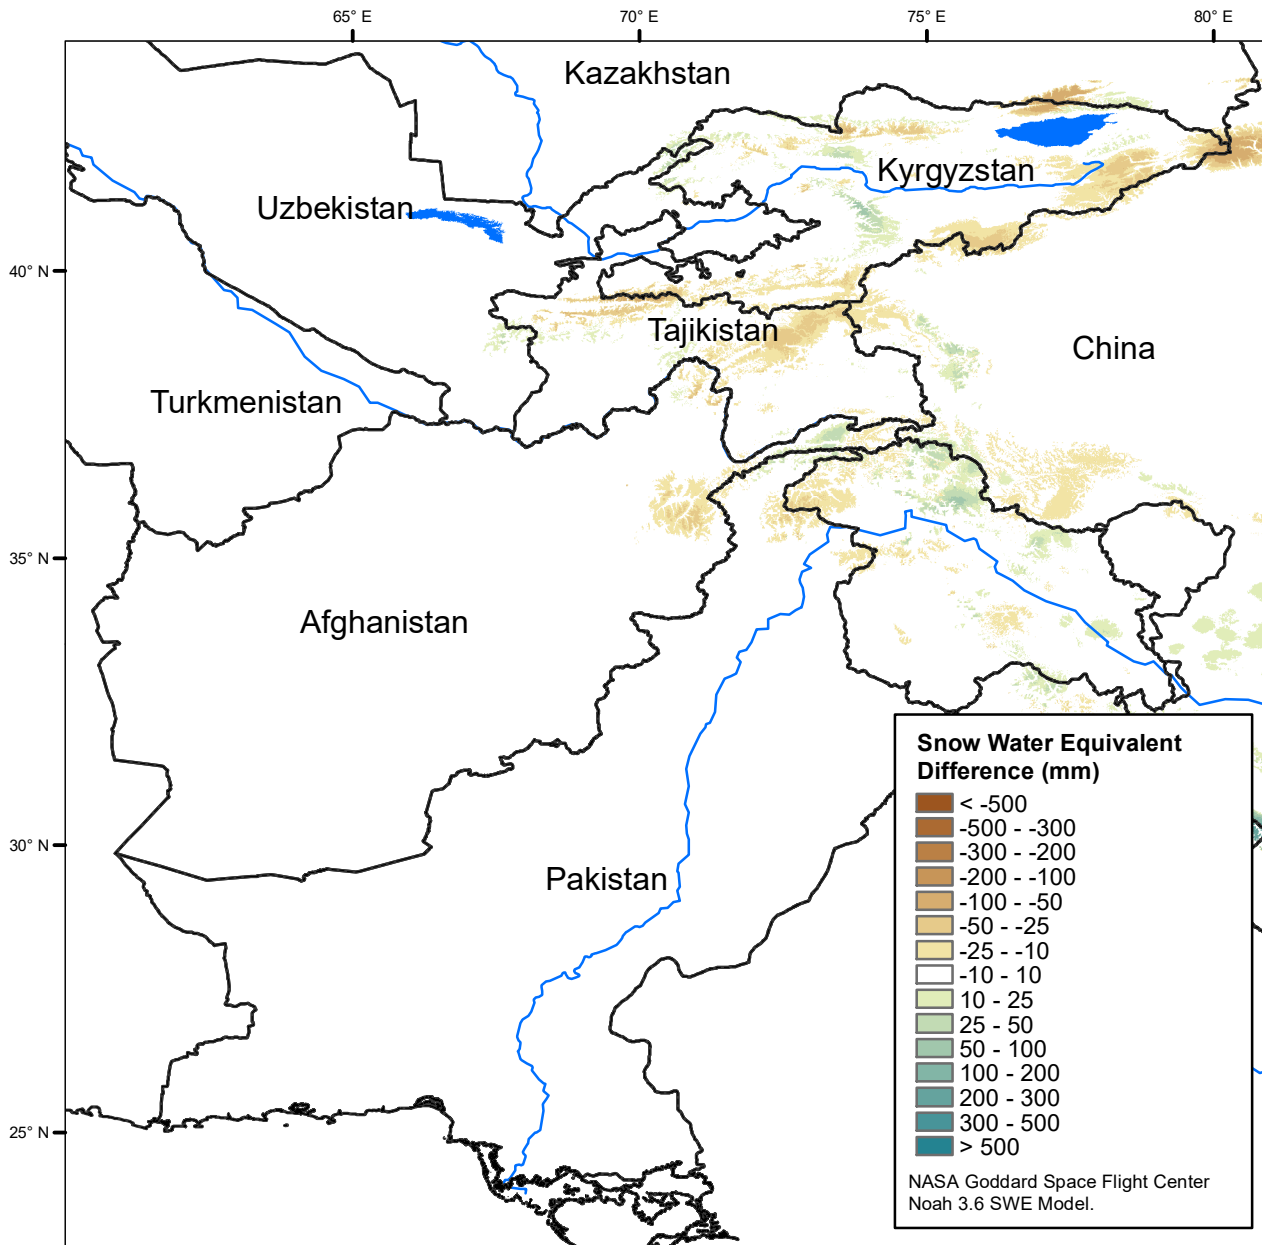 65° E
70° E
75° E
80° E
Kazakhstan
Kyrgyzstan
Uzbekistan
40° N
Tajikistan
China
Turkmenistan
35° N
Afghanistan
Snow Water Equivalent
Difference (mm)
< -500
-500 - -300
-300 - -200
-200 - -100
-100 - -50
-50 - -25
-25 - -10
-10 - 10
10 - 25
25 - 50
50 - 100
100 - 200
200 - 300
300 - 500
> 500
30° N
Pakistan
25° N
NASA Goddard Space Flight Center
Noah 3.6 SWE Model.